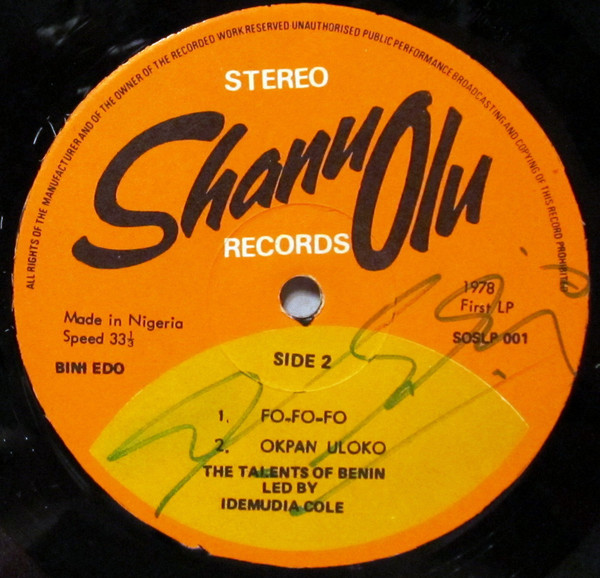 ALL RIGHTS OF THE MANUFACTURER AND OF THE OWNER OF THE RECORDED WORK RESERVED UNAUTHORISED PUBLIC PERFORMANCE BROADCASTING AND COPYING OF THIS RECORD PROHIBITED
STEREO
Shanu Olu
RECORDS
Made in Nigeria
Speed 33⅓
BINI EDO
1978
First LP
SOSLP 001
SIDE 2
1. FO-FO-FO
2. OKPAN ULOKO
THE TALENTS OF BENIN
LED BY
IDEMUDIA COLE